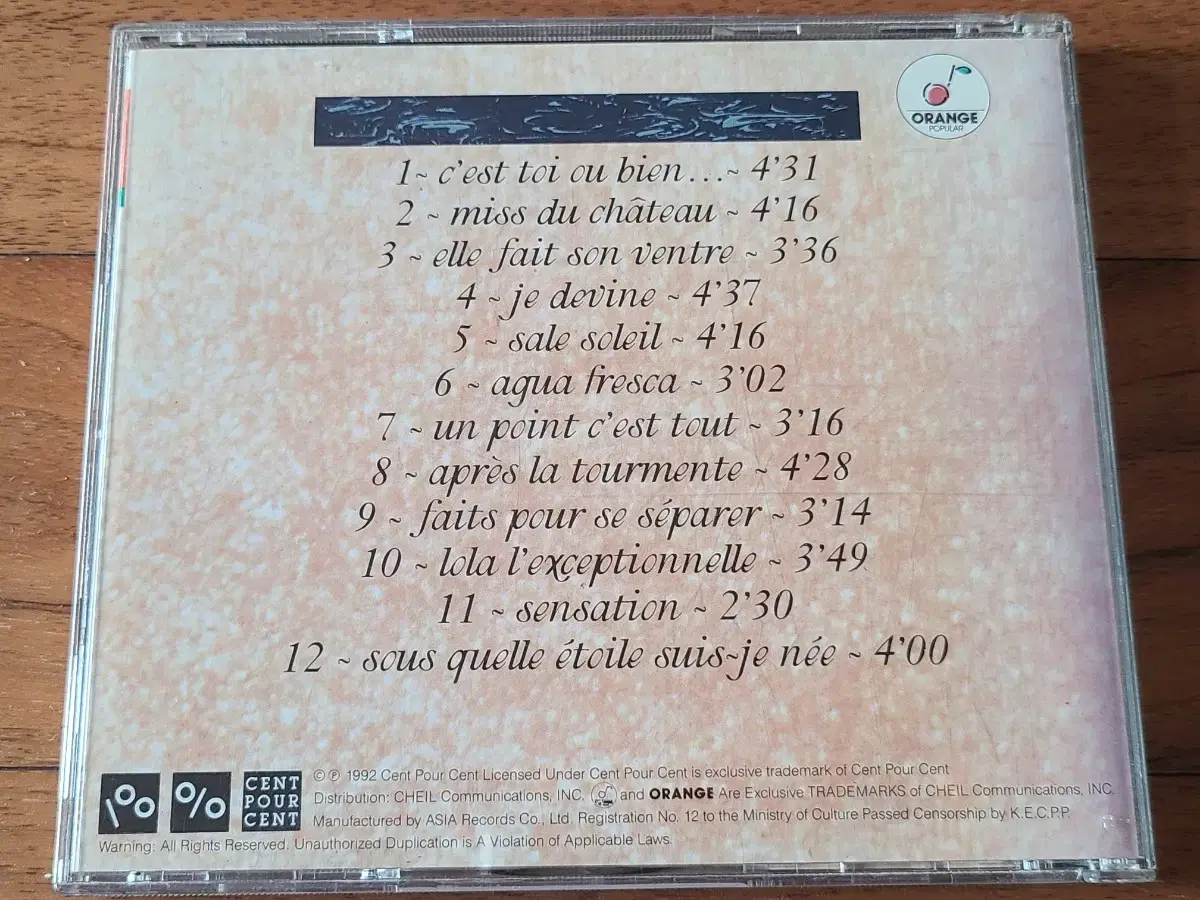 ORANGE
POPULAR
1~ c'est toi ou bien...~ 4'31
2 ~ miss du château ~ 4'16
3 ~ elle fait son ventre ~ 3'36
4 ~ je devine ~ 4'37
5 ~ sale soleil ~ 4'16
6 ~ agua fresca ~ 3'02
7 ~ un point c'est tout ~ 3'16
8 ~ après la tourmente ~ 4'28
9 ~ faits pour se séparer ~ 3'14
10 ~ lola l'exceptionnelle ~ 3'49
11 ~ sensation ~ 2'30
12 ~ sous quelle étoile suis-je née ~ 4'00
%
%
CENT
POUR
CENT
© ℗ 1992 Cent Pour Cent Licensed Under Cent Pour Cent is exclusive trademark of Cent Pour Cent
Distribution: CHEIL Communications, INC. and ORANGE Are Exclusive TRADEMARKS of CHEIL Communications, INC.
Manufactured by ASIA Records Co., Ltd. Registration No. 12 to the Ministry of Culture Passed Censorship by K.E.C.P.P.
Warning: All Rights Reserved. Unauthorized Duplication is A Violation of Applicable Laws.